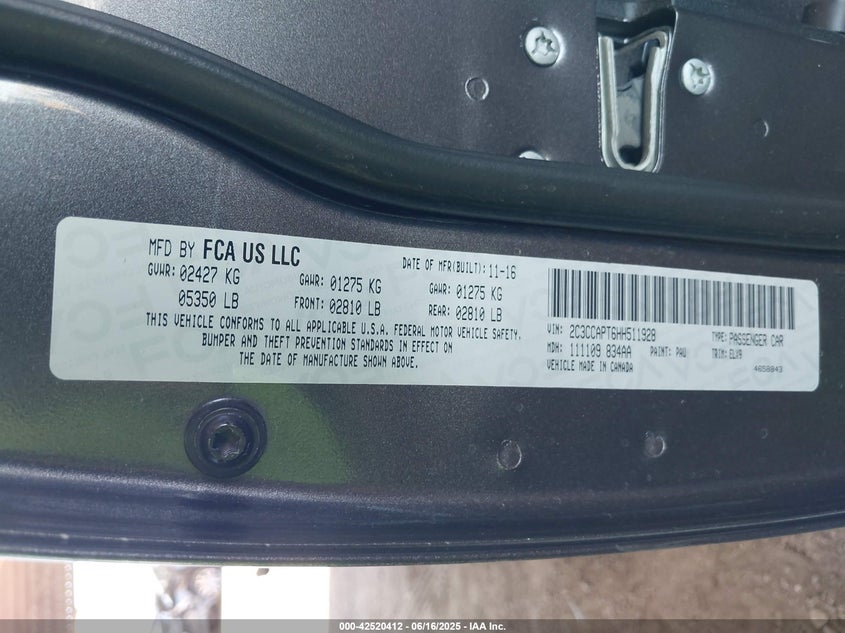 MFD BY FCA US LLC
DATE OF MFR(BUILT): 11-16
GVWR: 02427 KG
GAWR: 01275 KG
GAWR: 01275 KG
05350 LB
FRONT: 02810 LB
REAR: 02810 LB
THIS VEHICLE CONFORMS TO ALL APPLICABLE U.S.A. FEDERAL MOTOR VEHICLE SAFETY,
BUMPER AND THEFT PREVENTION STANDARDS IN EFFECT ON
THE DATE OF MANUFACTURE SHOWN ABOVE.
VIN: 2C3CCAPT6HH511928
TYPE: PASSENGER CAR
MDH: 111109 834AA
PAINT: PAU
TRIM: ELX9
VEHICLE MADE IN CANADA
4658843
000-42520412 - 06/16/2025 - IAA Inc.